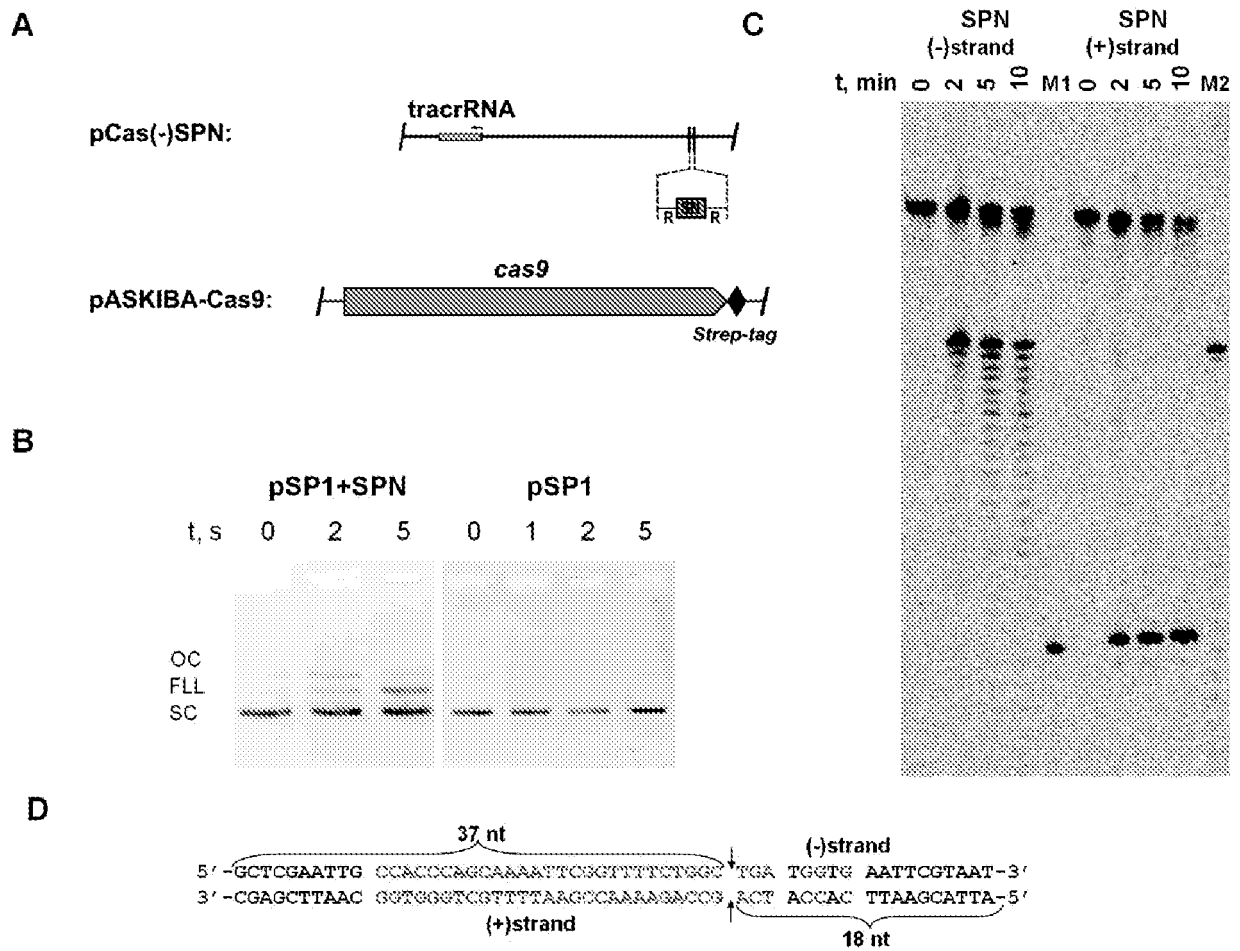 A
pCas(-)SPN:
tracrRNA
R SPN R
pASKIBA-Cas9:
cas9
Strep-tag
B
pSP1+SPN pSP1
t, s 0 2 5 0 1 2 5
OC
FLL
SC
C
SPN SPN
(-)strand (+)strand
t, min 0 2 5 10 M1 0 2 5 10 M2
D
37 nt
(-)strand
5'-GCTCGAATTG CCACCCAGCAAAATTCGGTTTTCTGGC TGA TGGTG AATTCGTAAT-3'
3'-CGAGCTTAAC GGTGGGTCGTTTTAAGCCAAAAGACCG ACT ACCAC TTAAGCATTA-5'
(+)strand
18 nt